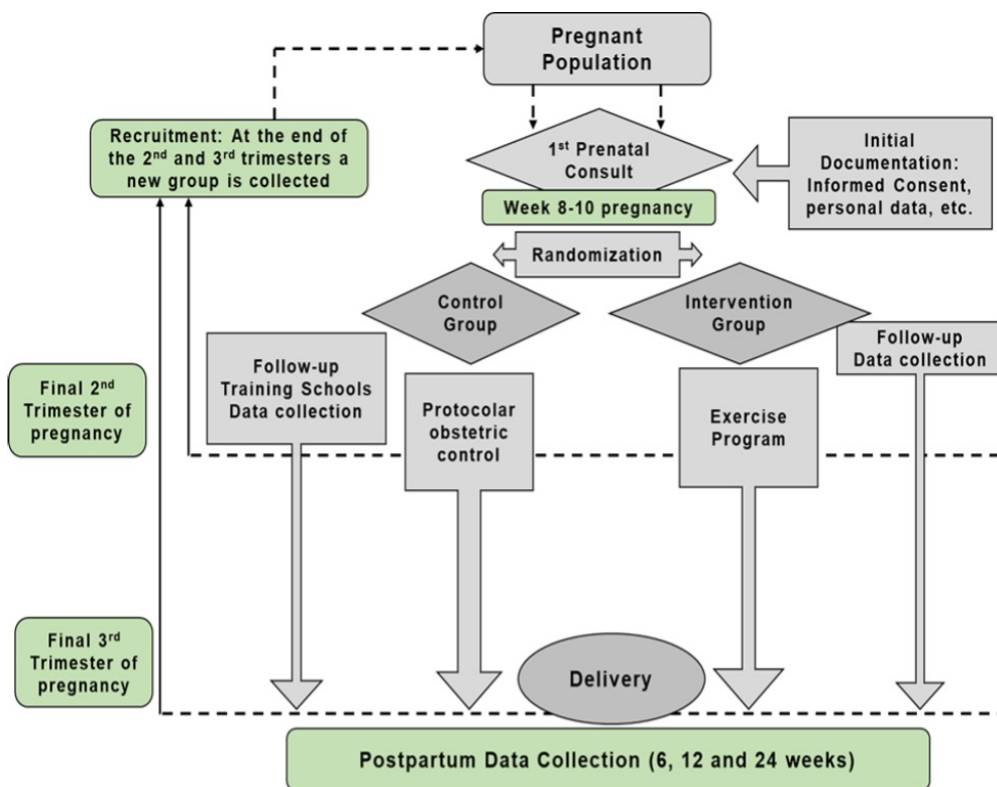 Pregnant
Population
Recruitment: At the end of
the 2nd and 3rd trimesters a
new group is collected
1st Prenatal
Consult
Initial
Documentation:
Informed Consent,
personal data, etc.
Week 8-10 pregnancy
Randomization
Control
Group
Intervention
Group
Follow-up
Training Schools
Data collection
Follow-up
Data collection
Final 2nd
Trimester of
pregnancy
Protocolar
obstetric
control
Exercise
Program
Final 3rd
Trimester of
pregnancy
Delivery
Postpartum Data Collection (6, 12 and 24 weeks)